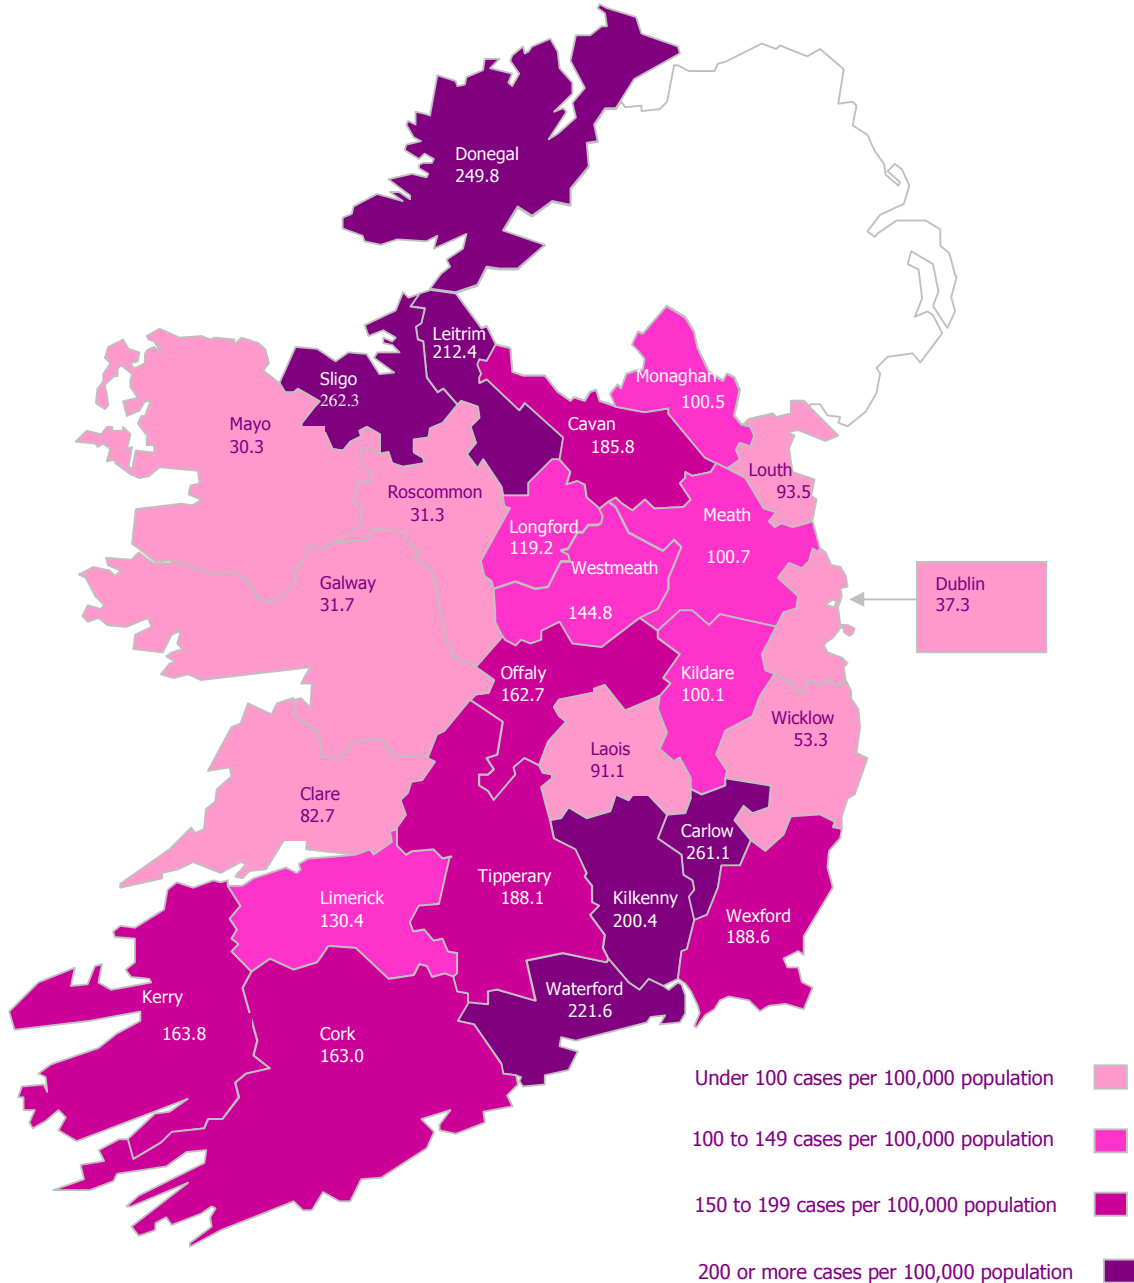 Donegal
249.8
Leitrim
212.4
Sligo
262.3
Monaghan
100.5
Mayo
30.3
Cavan
185.8
Louth
93.5
Roscommon
31.3
Longford
119.2
Meath
100.7
Westmeath
144.8
Galway
31.7
Dublin
37.3
Offaly
162.7
Kildare
100.1
Wicklow
53.3
Laois
91.1
Clare
82.7
Carlow
261.1
Tipperary
188.1
Kilkenny
200.4
Limerick
130.4
Wexford
188.6
Waterford
221.6
Kerry
163.8
Cork
163.0
Under 100 cases per 100,000 population
100 to 149 cases per 100,000 population
150 to 199 cases per 100,000 population
200 or more cases per 100,000 population